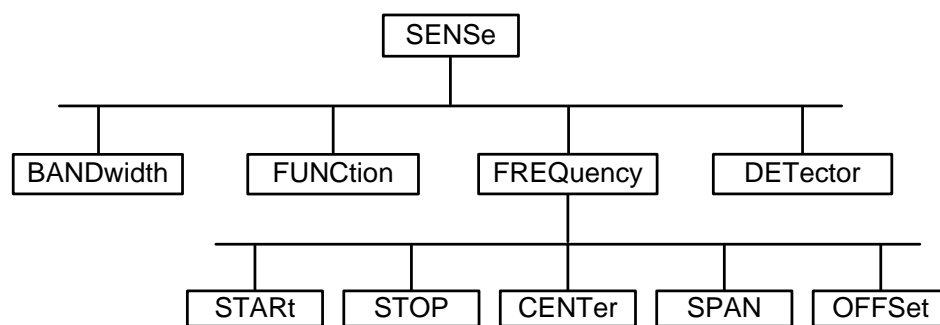 SENSe
BANDwidth FUNCtion FREQuency DETector
STARt STOP CENTer SPAN OFFSet